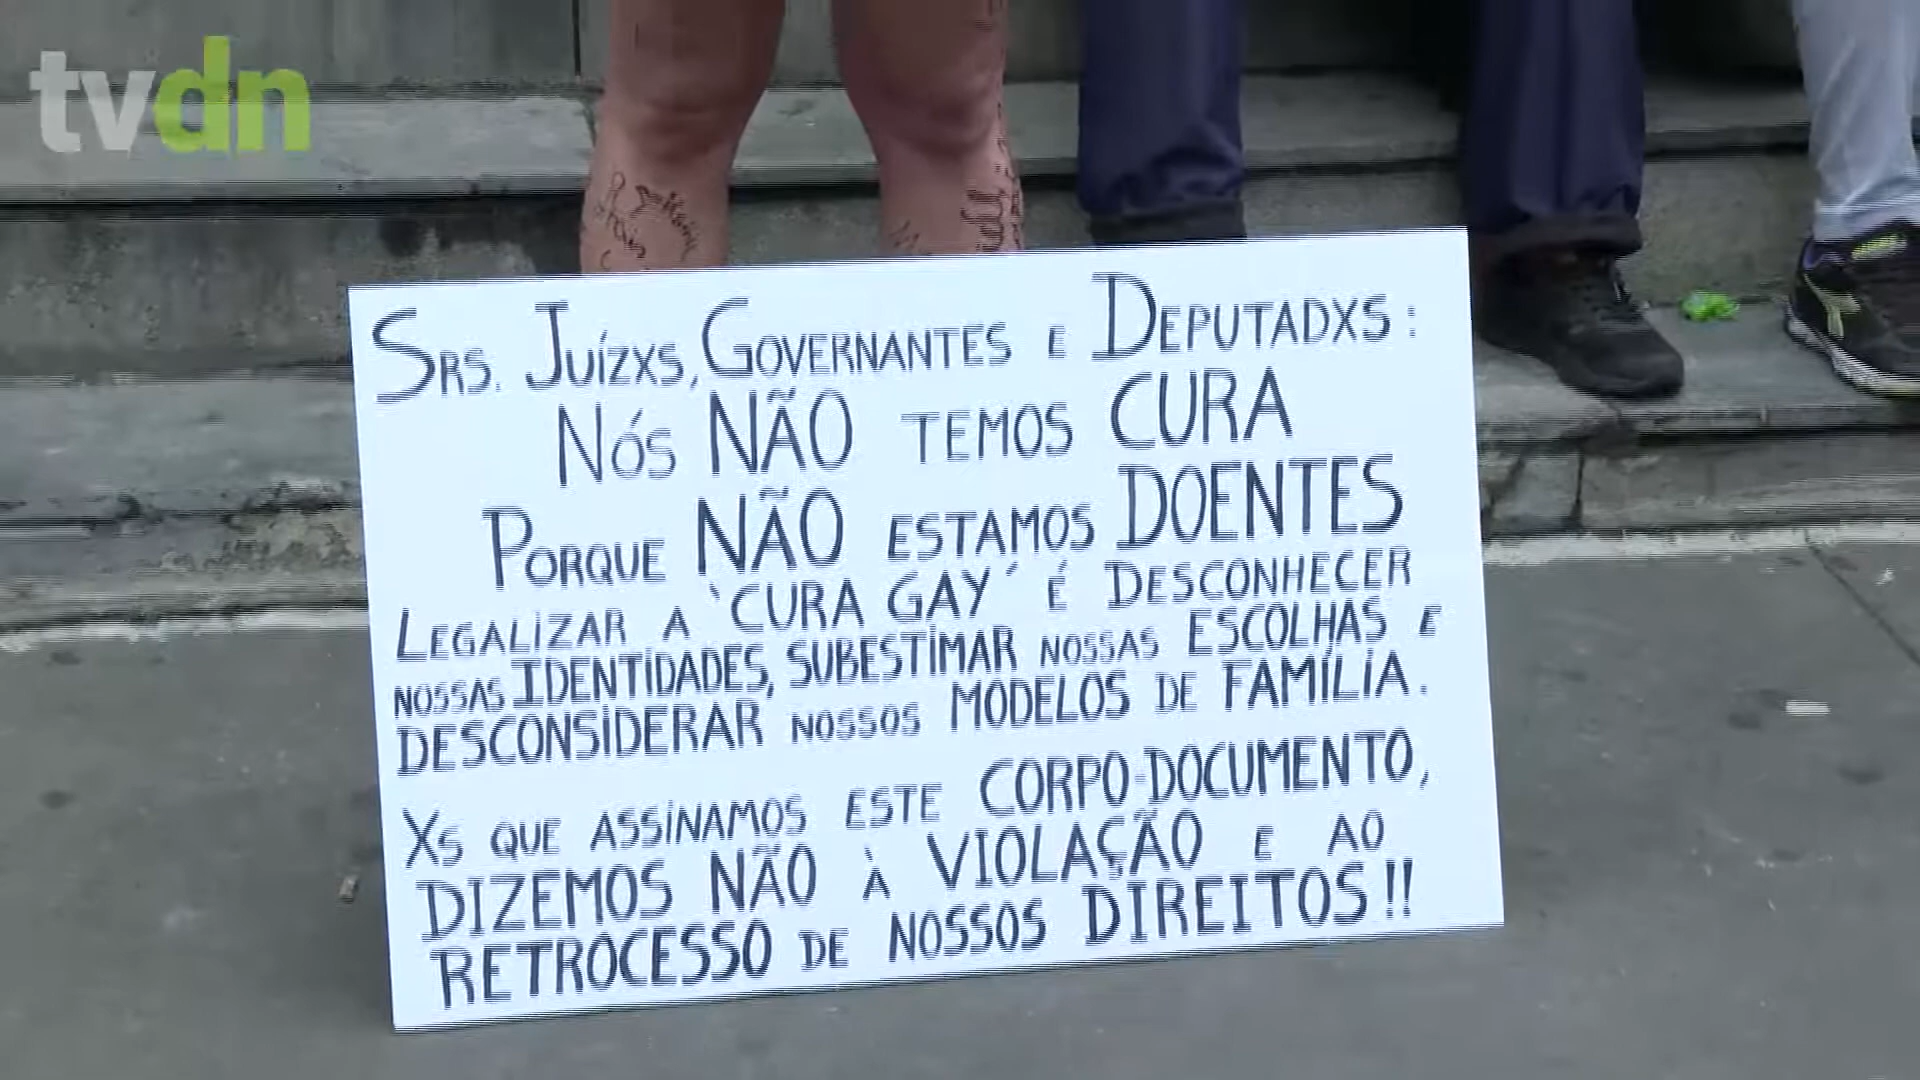 tvdn
SRS. JUÍZXS, GOVERNANTES E DEPUTADXS:
NÓS NÃO TEMOS CURA
PORQUE NÃO ESTAMOS DOENTES
LEGALIZAR A 'CURA GAY' É DESCONHECER
NOSSAS IDENTIDADES, SUBESTIMAR NOSSAS ESCOLHAS E
DESCONSIDERAR NOSSOS MODELOS DE FAMÍLIA.
XS QUE ASSINAMOS ESTE CORPO-DOCUMENTO,
DIZEMOS NÃO À VIOLAÇÃO E AO
RETROCESSO DE NOSSOS DIREITOS!!